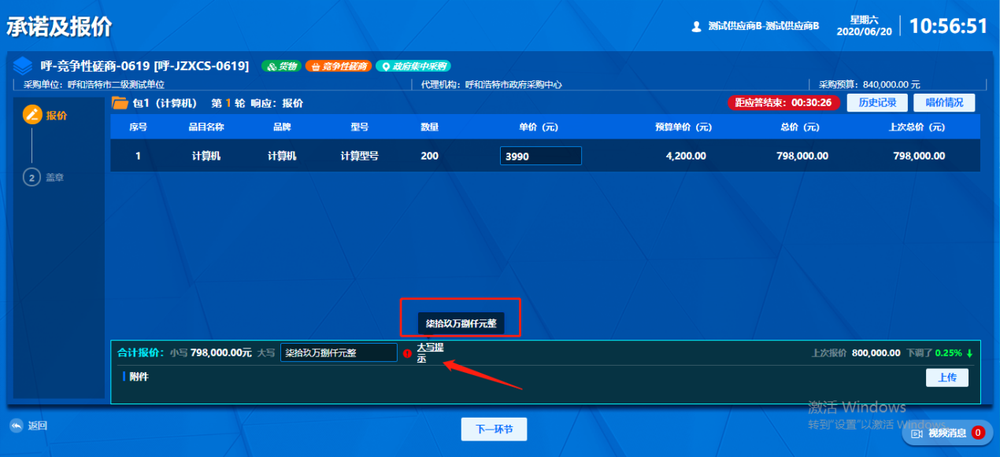 承诺及报价
测试供应商B-测试供应商B
星期六
2020/06/20
10:56:51
呼-竞争性磋商-0619 [呼-JZXCS-0619] 货物 竞争性磋商 政府集中采购
采购单位：呼和浩特市二级测试单位 代理机构：呼和浩特市政府采购中心 采购预算：840,000.00 元
报价
2 盖章
包1（计算机） 第 1 轮 响应：报价 距应答结束：00:30:26 历史记录 唱价情况
序号 品目名称 品牌 型号 数量 单价（元） 预算单价（元） 总价（元） 上次总价（元）
1 计算机 计算机 计算型号 200 3990 4,200.00 798,000.00 798,000.00
柒拾玖万捌仟元整
合计报价： 小写 798,000.00元 大写 柒拾玖万捌仟元整 大写提
示
上次报价 800,000.00 下调了 0.25%
附件 上传
激活 Windows
转到"设置"以激活 Windows。
返回 下一环节 视频消息 0